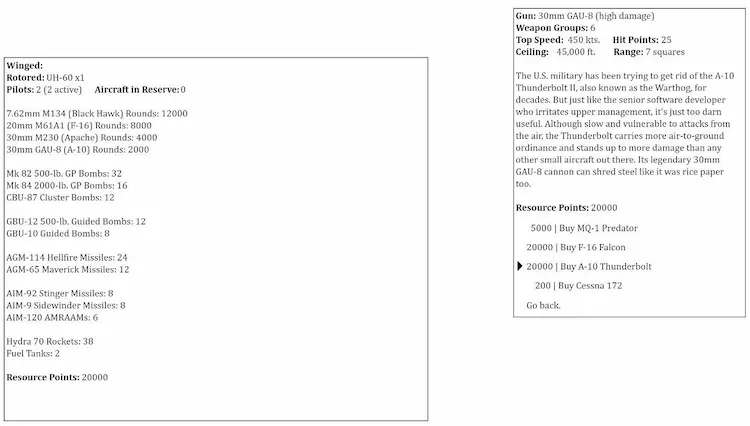 Winged:
Rotored: UH-60 x1
Pilots: 2 (2 active) Aircraft in Reserve: 0
7.62mm M134 (Black Hawk) Rounds: 12000
20mm M61A1 (F-16) Rounds: 8000
30mm M230 (Apache) Rounds: 4000
30mm GAU-8 (A-10) Rounds: 2000
Mk 82 500-lb. GP Bombs: 32
Mk 84 2000-lb. GP Bombs: 16
CBU-87 Cluster Bombs: 12
GBU-12 500-lb. Guided Bombs: 12
GBU-10 Guided Bombs: 8
AGM-114 Hellfire Missiles: 24
AGM-65 Maverick Missiles: 12
AIM-92 Stinger Missiles: 8
AIM-9 Sidewinder Missiles: 8
AIM-120 AMRAAMs: 6
Hydra 70 Rockets: 38
Fuel Tanks: 2
Resource Points: 20000
Gun: 30mm GAU-8 (high damage)
Weapon Groups: 6
Top Speed: 450 kts. Hit Points: 25
Ceiling: 45,000 ft. Range: 7 squares
The U.S. military has been trying to get rid of the A-10
Thunderbolt II, also known as the Warthog, for
decades. But just like the senior software developer
who irritates upper management, it's just too darn
useful. Although slow and vulnerable to attacks from
the air, the Thunderbolt carries more air-to-ground
ordinance and stands up to more damage than any
other small aircraft out there. Its legendary 30mm
GAU-8 cannon can shred steel like it was rice paper
too.
Resource Points: 20000
5000 | Buy MQ-1 Predator
20000 | Buy F-16 Falcon
20000 | Buy A-10 Thunderbolt
200 | Buy Cessna 172
Go back.